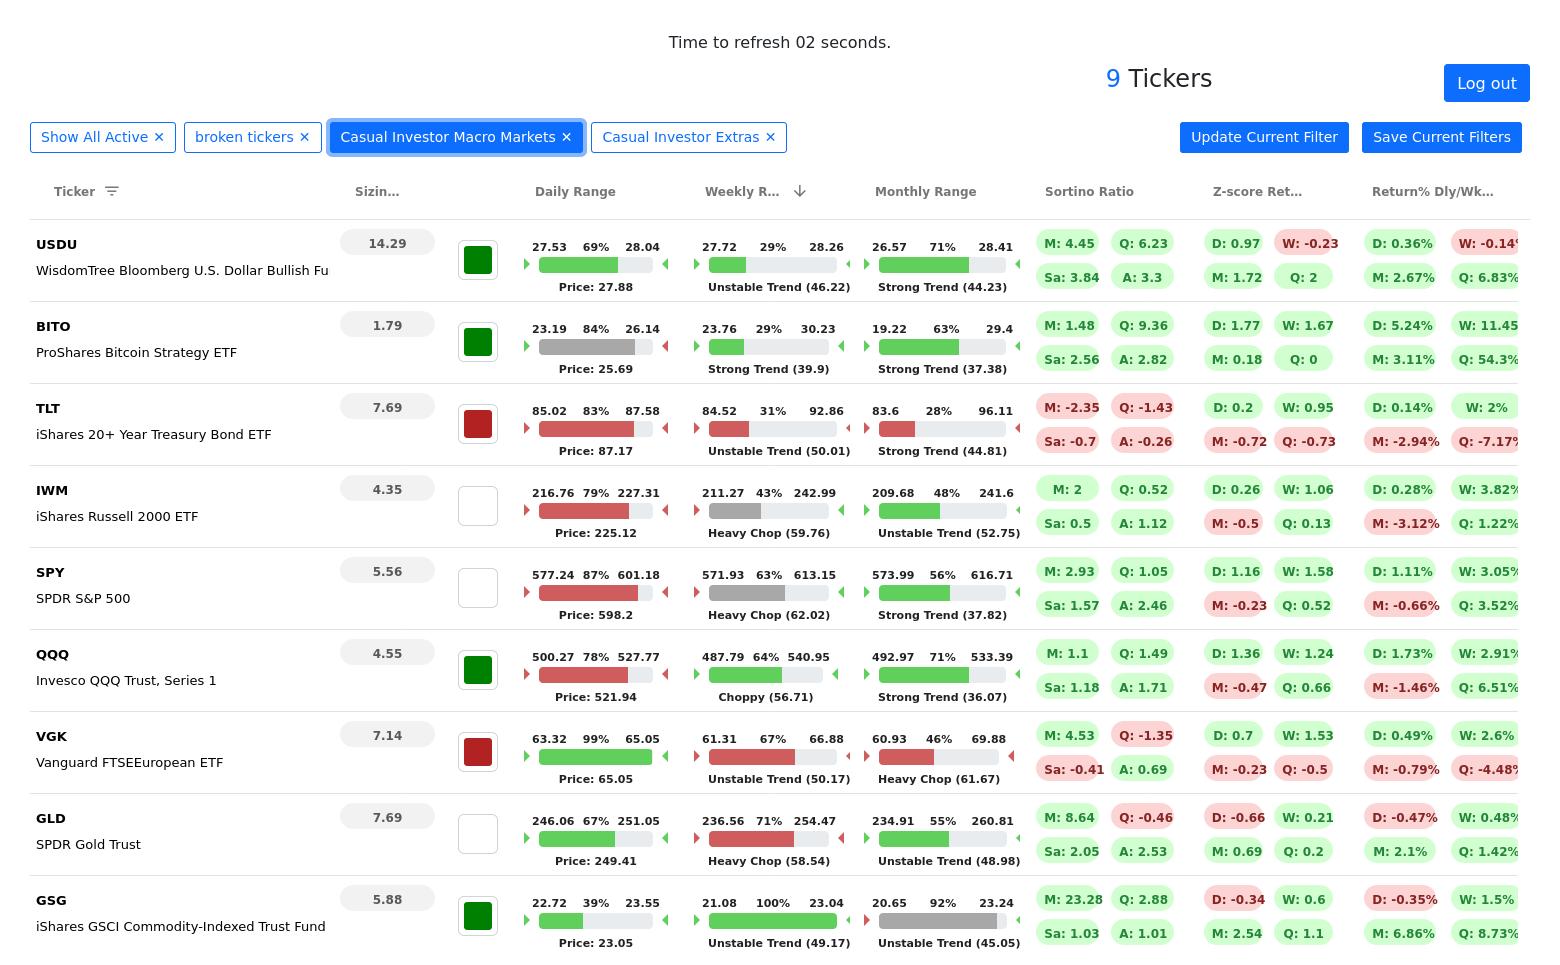 Time to refresh 02 seconds.
9 Tickers
Log out
Show All Active ✕ broken tickers ✕ Casual Investor Macro Markets ✕ Casual Investor Extras ✕ Update Current Filter Save Current Filters
Ticker Sizin... Daily Range Weekly R... Monthly Range Sortino Ratio Z-score Ret... Return% Dly/Wk...
USDU 14.29 27.53 69% 28.04 27.72 29% 28.26 26.57 71% 28.41 M: 4.45 Q: 6.23 D: 0.97 W: -0.23 D: 0.36% W: -0.14%
WisdomTree Bloomberg U.S. Dollar Bullish Fu Sa: 3.84 A: 3.3 M: 1.72 Q: 2 M: 2.67% Q: 6.83%
Price: 27.88 Unstable Trend (46.22) Strong Trend (44.23)
BITO 1.79 23.19 84% 26.14 23.76 29% 30.23 19.22 63% 29.4 M: 1.48 Q: 9.36 D: 1.77 W: 1.67 D: 5.24% W: 11.45
ProShares Bitcoin Strategy ETF Sa: 2.56 A: 2.82 M: 0.18 Q: 0 M: 3.11% Q: 54.3%
Price: 25.69 Strong Trend (39.9) Strong Trend (37.38)
TLT 7.69 85.02 83% 87.58 84.52 31% 92.86 83.6 28% 96.11 M: -2.35 Q: -1.43 D: 0.2 W: 0.95 D: 0.14% W: 2%
iShares 20+ Year Treasury Bond ETF Sa: -0.7 A: -0.26 M: -0.72 Q: -0.73 M: -2.94% Q: -7.17%
Price: 87.17 Unstable Trend (50.01) Strong Trend (44.81)
IWM 4.35 216.76 79% 227.31 211.27 43% 242.99 209.68 48% 241.6 M: 2 Q: 0.52 D: 0.26 W: 1.06 D: 0.28% W: 3.82%
iShares Russell 2000 ETF Sa: 0.5 A: 1.12 M: -0.5 Q: 0.13 M: -3.12% Q: 1.22%
Price: 225.12 Heavy Chop (59.76) Unstable Trend (52.75)
SPY 5.56 577.24 87% 601.18 571.93 63% 613.15 573.99 56% 616.71 M: 2.93 Q: 1.05 D: 1.16 W: 1.58 D: 1.11% W: 3.05%
SPDR S&P 500 Sa: 1.57 A: 2.46 M: -0.23 Q: 0.52 M: -0.66% Q: 3.52%
Price: 598.2 Heavy Chop (62.02) Strong Trend (37.82)
QQQ 4.55 500.27 78% 527.77 487.79 64% 540.95 492.97 71% 533.39 M: 1.1 Q: 1.49 D: 1.36 W: 1.24 D: 1.73% W: 2.91%
Invesco QQQ Trust, Series 1 Sa: 1.18 A: 1.71 M: -0.47 Q: 0.66 M: -1.46% Q: 6.51%
Price: 521.94 Choppy (56.71) Strong Trend (36.07)
VGK 7.14 63.32 99% 65.05 61.31 67% 66.88 60.93 46% 69.88 M: 4.53 Q: -1.35 D: 0.7 W: 1.53 D: 0.49% W: 2.6%
Vanguard FTSEEuropean ETF Sa: -0.41 A: 0.69 M: -0.23 Q: -0.5 M: -0.79% Q: -4.48%
Price: 65.05 Unstable Trend (50.17) Heavy Chop (61.67)
GLD 7.69 246.06 67% 251.05 236.56 71% 254.47 234.91 55% 260.81 M: 8.64 Q: -0.46 D: -0.66 W: 0.21 D: -0.47% W: 0.48%
SPDR Gold Trust Sa: 2.05 A: 2.53 M: 0.69 Q: 0.2 M: 2.1% Q: 1.42%
Price: 249.41 Heavy Chop (58.54) Unstable Trend (48.98)
GSG 5.88 22.72 39% 23.55 21.08 100% 23.04 20.65 92% 23.24 M: 23.28 Q: 2.88 D: -0.34 W: 0.6 D: -0.35% W: 1.5%
iShares GSCI Commodity-Indexed Trust Fund Sa: 1.03 A: 1.01 M: 2.54 Q: 1.1 M: 6.86% Q: 8.73%
Price: 23.05 Unstable Trend (49.17) Unstable Trend (45.05)